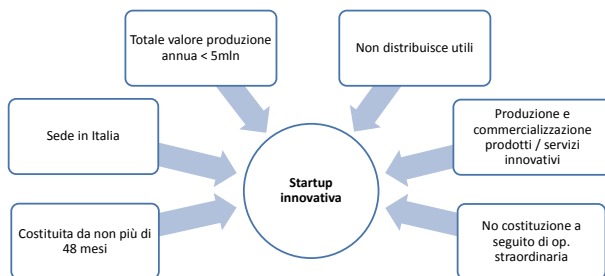 Totale valore produzione
annua < 5mln
Non distribuisce utili
Sede in Italia
Produzione e
commercializzazione
prodotti / servizi
innovativi
Startup
innovativa
Costituita da non più di
48 mesi
No costituzione a
seguito di op.
straordinaria